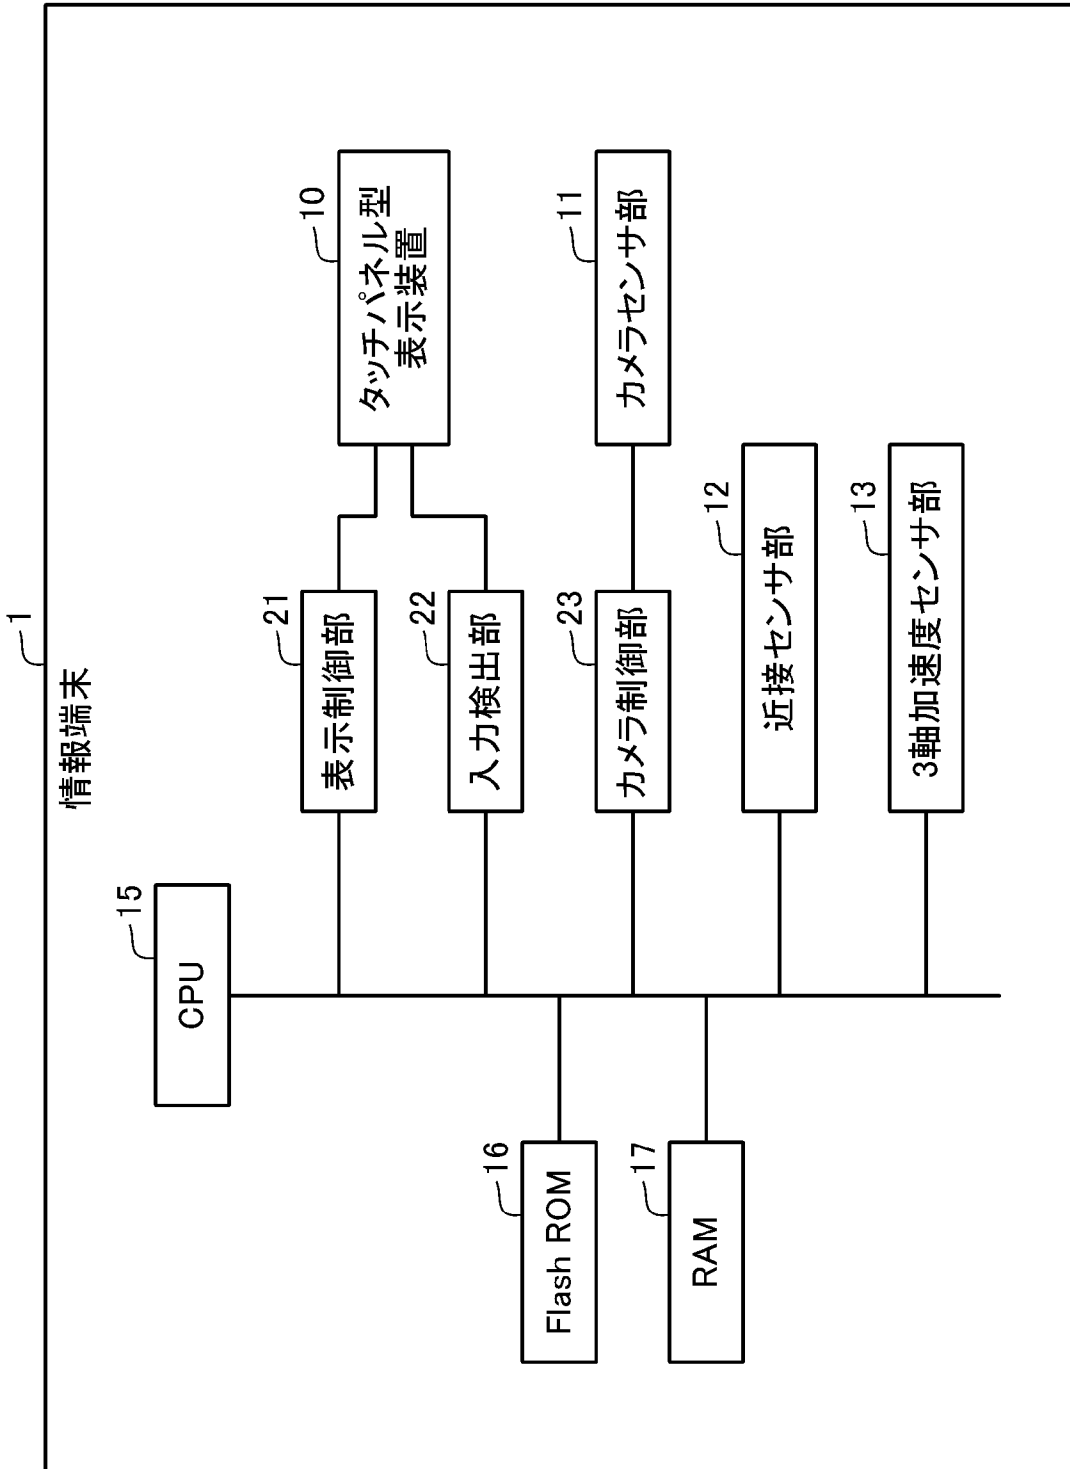 1
情報端末
15
CPU
21
表示制御部
10
タッチパネル型
表示装置
22
入力検出部
16
Flash ROM
23
カメラ制御部
11
カメラセンサ部
17
RAM
12
近接センサ部
13
3軸加速度センサ部